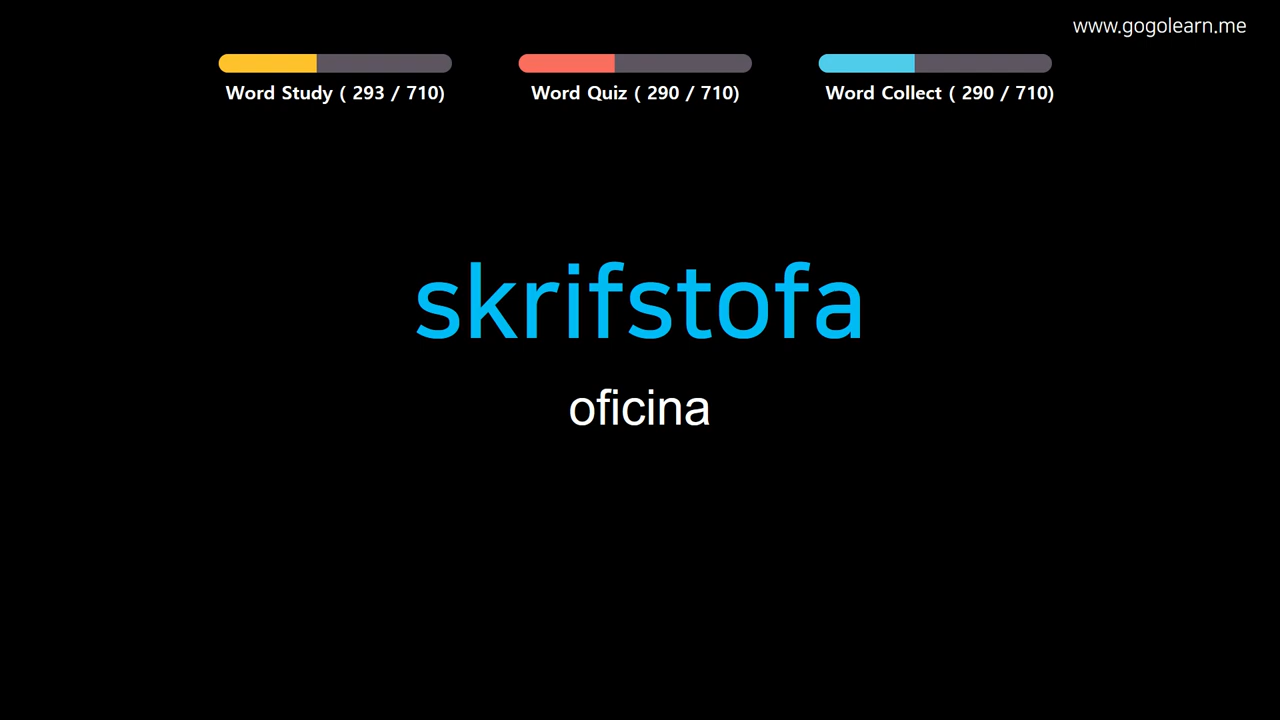 www.gogolearn.me
Word Study ( 293 / 710)
Word Quiz ( 290 / 710)
Word Collect ( 290 / 710)
skrifstofa
oficina